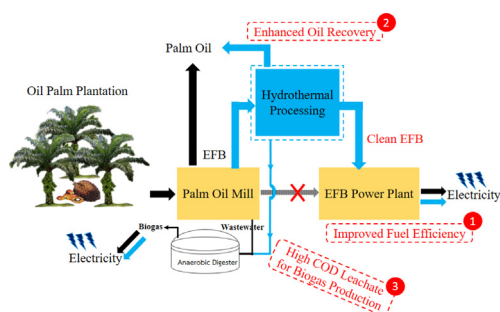 2
Enhanced Oil Recovery
Palm Oil
Oil Palm Plantation
Hydrothermal
Processing
EFB
Clean EFB
Palm Oil Mill
EFB Power Plant
Electricity
1
Improved Fuel Efficiency
Biogas
Wastewater
Electricity
Anaerobic Digester
High COD Leachate
for Biogas Production
3